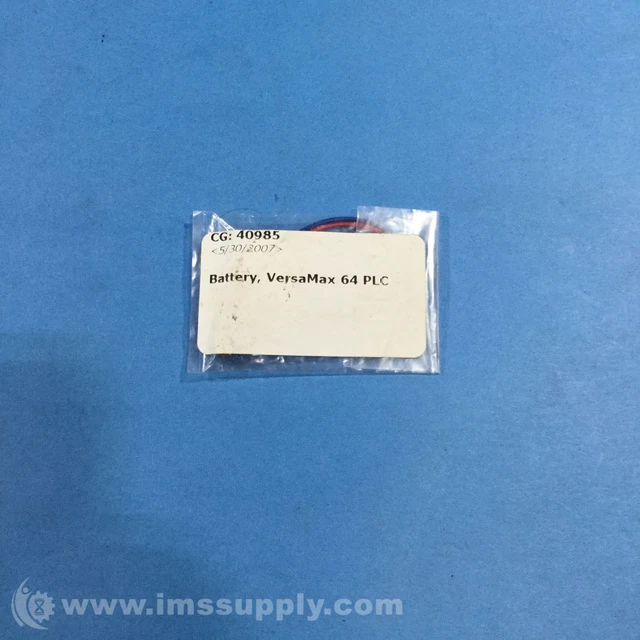 CG: 40985
<5/30/2007>
Battery, VersaMax 64 PLC
www.imssupply.com